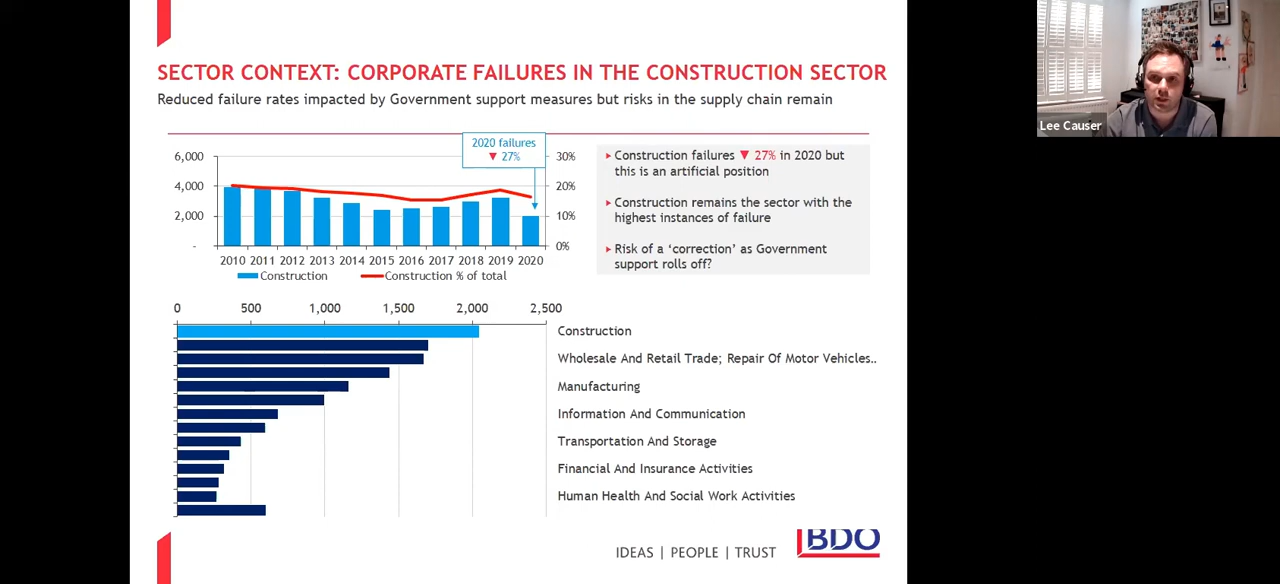 SECTOR CONTEXT: CORPORATE FAILURES IN THE CONSTRUCTION SECTOR
Reduced failure rates impacted by Government support measures but risks in the supply chain remain
Lee Causer
2020 failures
▼ 27%
6,000
4,000
2,000
-
30%
20%
10%
0%
2010 2011 2012 2013 2014 2015 2016 2017 2018 2019 2020
Construction
Construction % of total
Construction failures ▼ 27% in 2020 but
this is an artificial position
Construction remains the sector with the
highest instances of failure
Risk of a ‘correction’ as Government
support rolls off?
0 500 1,000 1,500 2,000 2,500
Construction
Wholesale And Retail Trade; Repair Of Motor Vehicles..
Manufacturing
Information And Communication
Transportation And Storage
Financial And Insurance Activities
Human Health And Social Work Activities
IDEAS | PEOPLE | TRUST
BDO